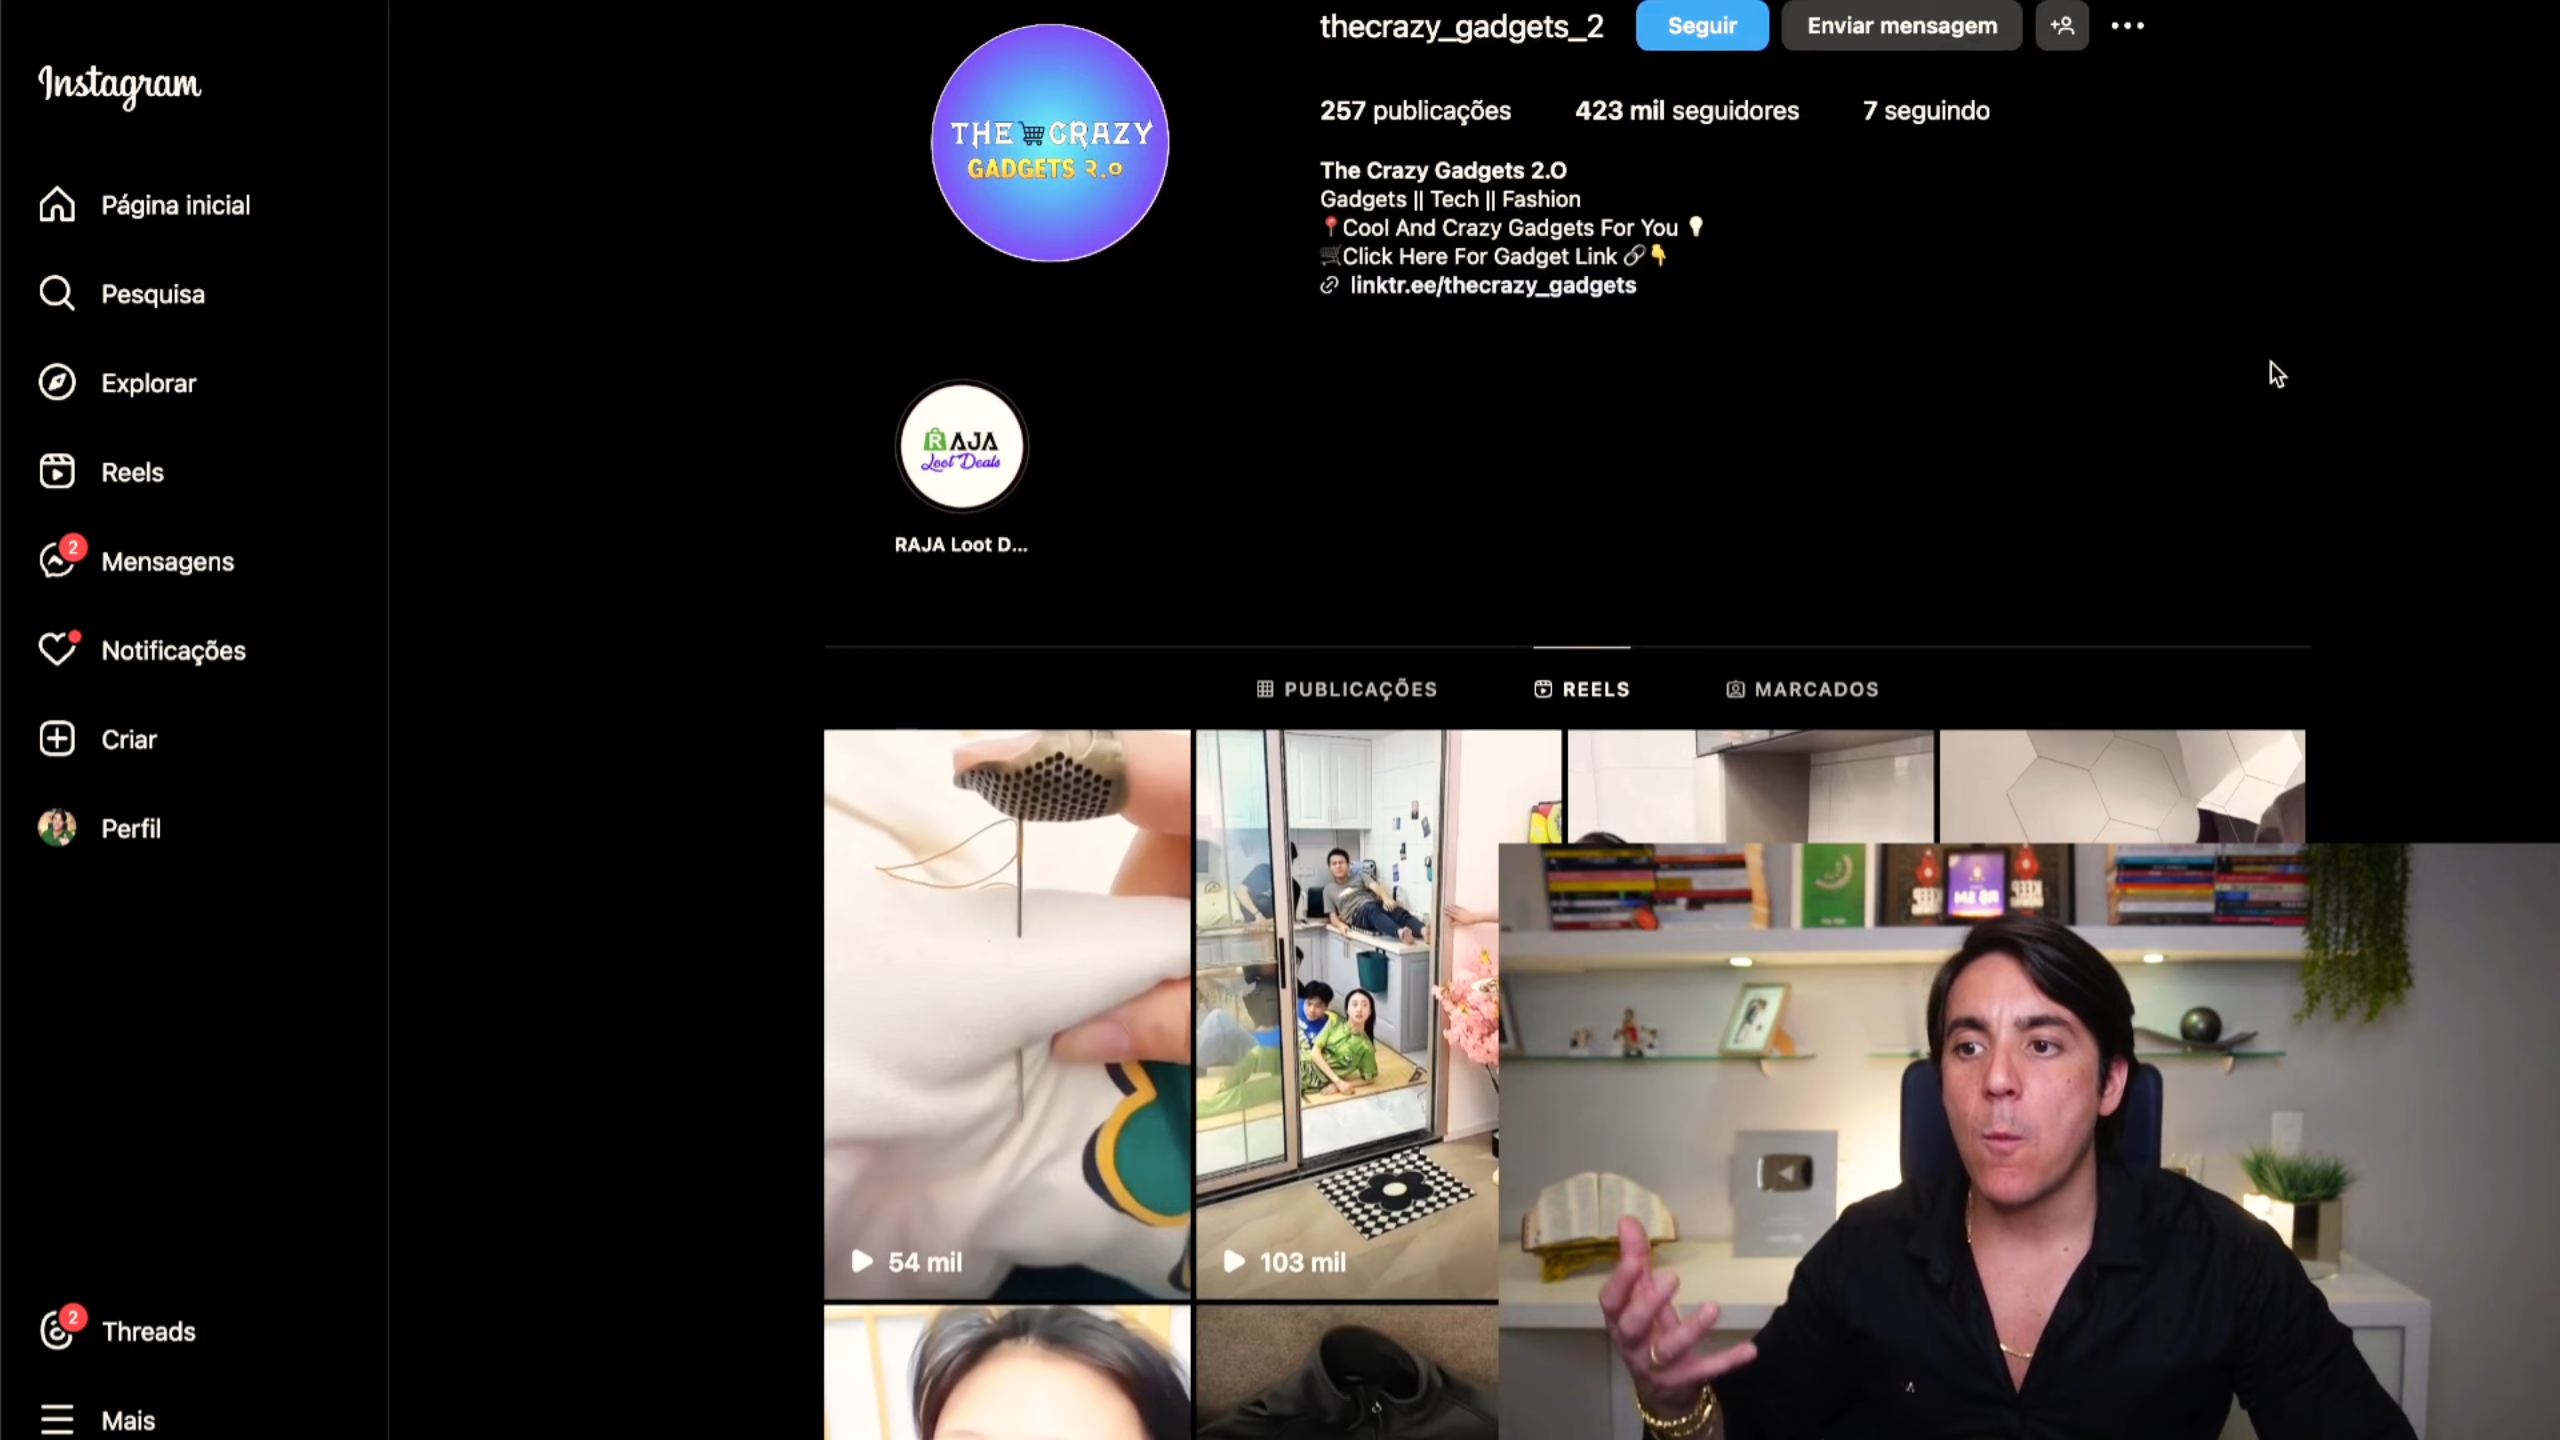 Instagram
Página inicial
Pesquisa
Explorar
Reels
2
Mensagens
Notificações
Criar
Perfil
2
Threads
Mais
THE CRAZY
GADGETS 2.0
thecrazy_gadgets_2
Seguir
Enviar mensagem
257 publicações
423 mil seguidores
7 seguindo
The Crazy Gadgets 2.O
Gadgets || Tech || Fashion
📍Cool And Crazy Gadgets For You 💡
🛒Click Here For Gadget Link 🔗👇
linktr.ee/thecrazy_gadgets
RAJA
Loot Deals
RAJA Loot D...
PUBLICAÇÕES
REELS
MARCADOS
54 mil
103 mil